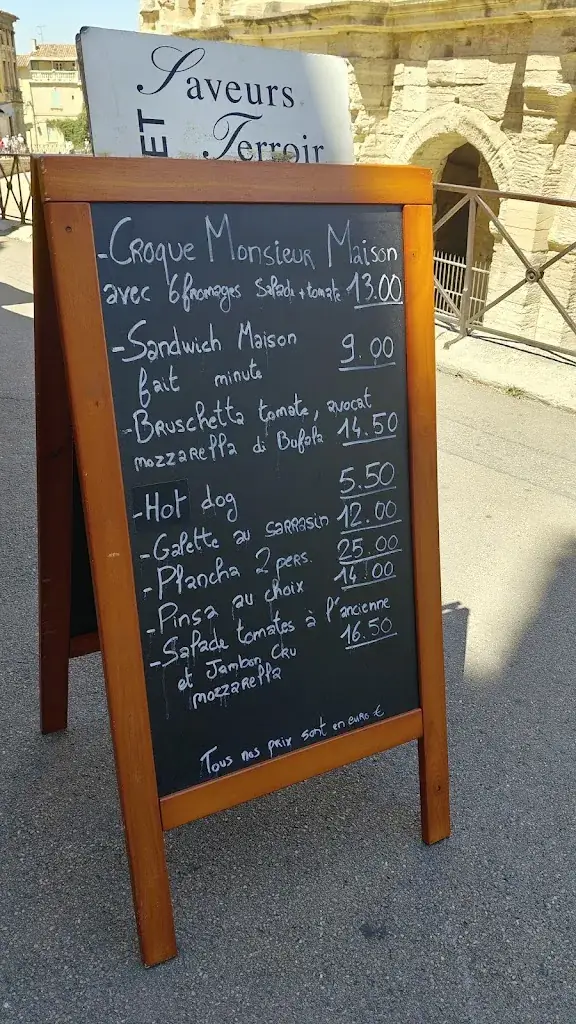 Saveurs
ET
Terroir
-Croque Monsieur Maison
avec 6 fromages Salade + tomate 13.00
-Sandwich Maison
fait minute 9.00
-Bruschetta tomate, avocat
mozzarella di Bufala 14.50
-Hot dog 5.50
-Galette au sarrasin 12.00
-Plancha 2 pers. 25.00
-Pinsa au choix 14.00
-Salade tomates à l'ancienne
et Jambon Cru 16.50
mozzarella
Tous nos prix sont en euro €